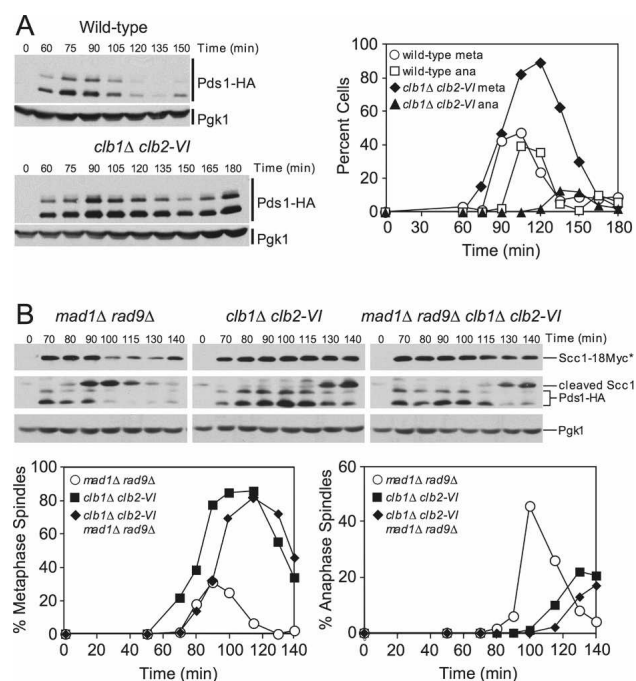 A
Wild-type
0 60 75 90 105 120 135 150 Time (min)
Pds1-HA
Pgk1
clb1Δ clb2-VI
0 60 75 90 105 120 135 150 165 180 Time (min)
Pds1-HA
Pgk1
Percent Cells
100
80
60
40
20
0
wild-type meta
wild-type ana
clb1Δ clb2-VI meta
clb1Δ clb2-VI ana
0 30 60 90 120 150 180
Time (min)
B
mad1Δ rad9Δ clb1Δ clb2-VI mad1Δ rad9Δ clb1Δ clb2-VI
0 70 80 90 100 115 130 140 0 70 80 90 100 115 130 140 0 70 80 90 100 115 130 140 Time (min)
Scc1-18Myc*
cleaved Scc1
Pds1-HA
Pgk1
% Metaphase Spindles
100
80
60
40
20
0
mad1Δ rad9Δ
clb1Δ clb2-VI
clb1Δ clb2-VI
mad1Δ rad9Δ
0 20 40 60 80 100 120 140
Time (min)
% Anaphase Spindles
60
40
20
0
mad1Δ rad9Δ
clb1Δ clb2-VI
clb1Δ clb2-VI
mad1Δ rad9Δ
0 20 40 60 80 100 120 140
Time (min)